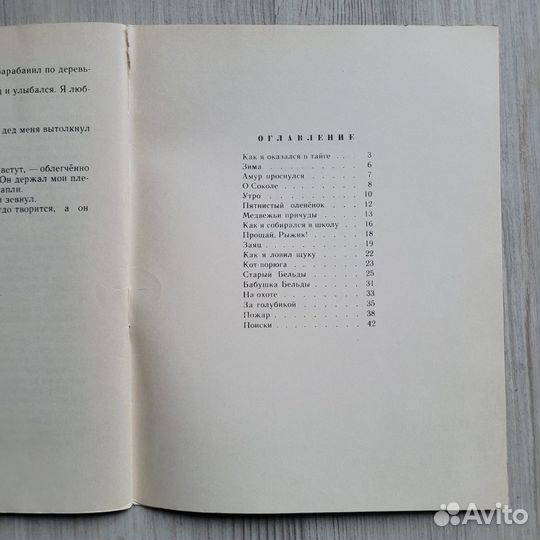 барабанил по деревь-
д и улыбался. Я люб-
дед меня вытолкнул
цветут, — облегчённо
Он держал мои пле-
апли.
и зевнул.
удо творится, а он
ОГЛАВЛЕНИЕ
Как я оказался в тайге . . . 3
Зима . . . . . . . . . 6
Амур проснулся . . . . . 7
О Соколе . . . . . . . . 8
Утро . . . . . . . . . 10
Пятнистый оленёнок . . . . 12
Медвежьи причуды . . . . 13
Как я собирался в школу . . 16
Прощай, Рыжик! . . . . . 18
Заяц . . . . . . . . . 19
Как я ловил щуку . . . . 22
Кот-ворюга . . . . . . . 23
Старый Бельды . . . . . 25
Бабушка Бельды . . . . . 31
На охоте . . . . . . . . 33
За голубикой . . . . . . 35
Пожар . . . . . . . . . 38
Поиски . . . . . . . . 42
Avito